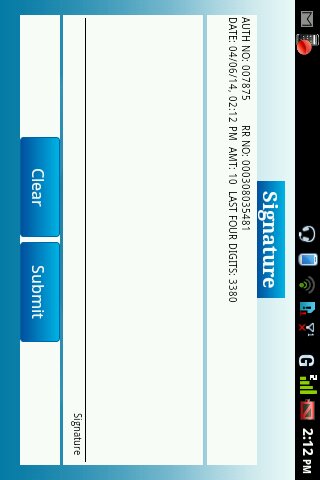 G 2:12 PM
Signature
AUTH NO: 007875 RR NO: 000308035481
DATE: 04/06/14, 02:12 PM AMT: 10 LAST FOUR DIGITS: 3380
Signature
Clear Submit